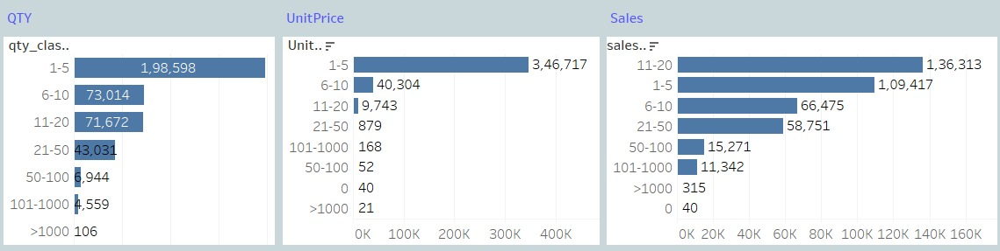 QTY
qty_clas..
1-5 1,98,598
6-10 73,014
11-20 71,672
21-50 43,031
50-100 6,944
101-1000 4,559
>1000 106
UnitPrice
Unit..
1-5 3,46,717
6-10 40,304
11-20 9,743
21-50 879
101-1000 168
50-100 52
0 40
>1000 21
0K 100K 200K 300K 400K
Sales
sales..
11-20 1,36,313
1-5 1,09,417
6-10 66,475
21-50 58,751
50-100 15,271
101-1000 11,342
>1000 315
0 40
0K 20K 40K 60K 80K 100K 120K 140K 160K